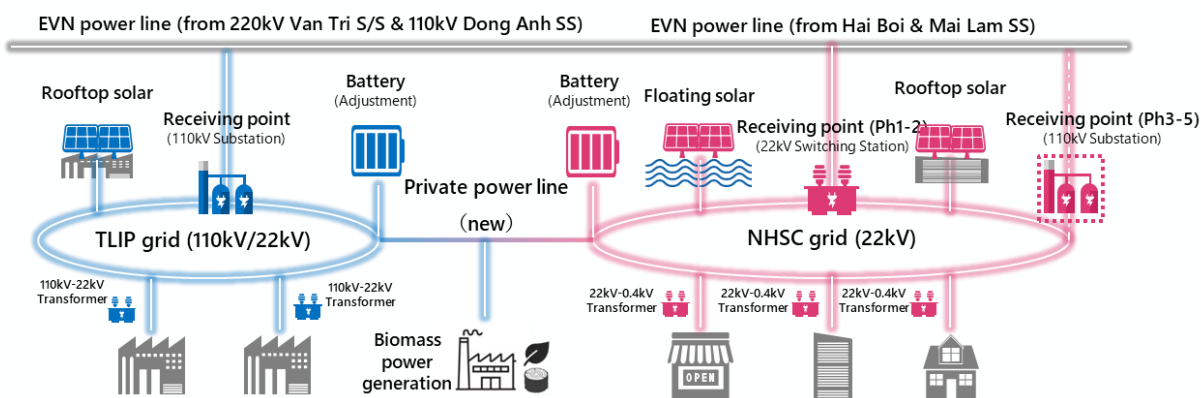 EVN power line (from 220kV Van Tri S/S & 110kV Dong Anh SS)
EVN power line (from Hai Boi & Mai Lam SS)
Rooftop solar
Receiving point
(110kV Substation)
Battery
(Adjustment)
Battery
(Adjustment)
Floating solar
Receiving point (Ph1-2)
(22kV Switching Station)
Rooftop solar
Receiving point (Ph3-5)
(110kV Substation)
Private power line
（new）
TLIP grid (110kV/22kV)
NHSC grid (22kV)
110kV-22kV
Transformer
110kV-22kV
Transformer
22kV-0.4kV
Transformer
22kV-0.4kV
Transformer
22kV-0.4kV
Transformer
Biomass
power
generation
OPEN